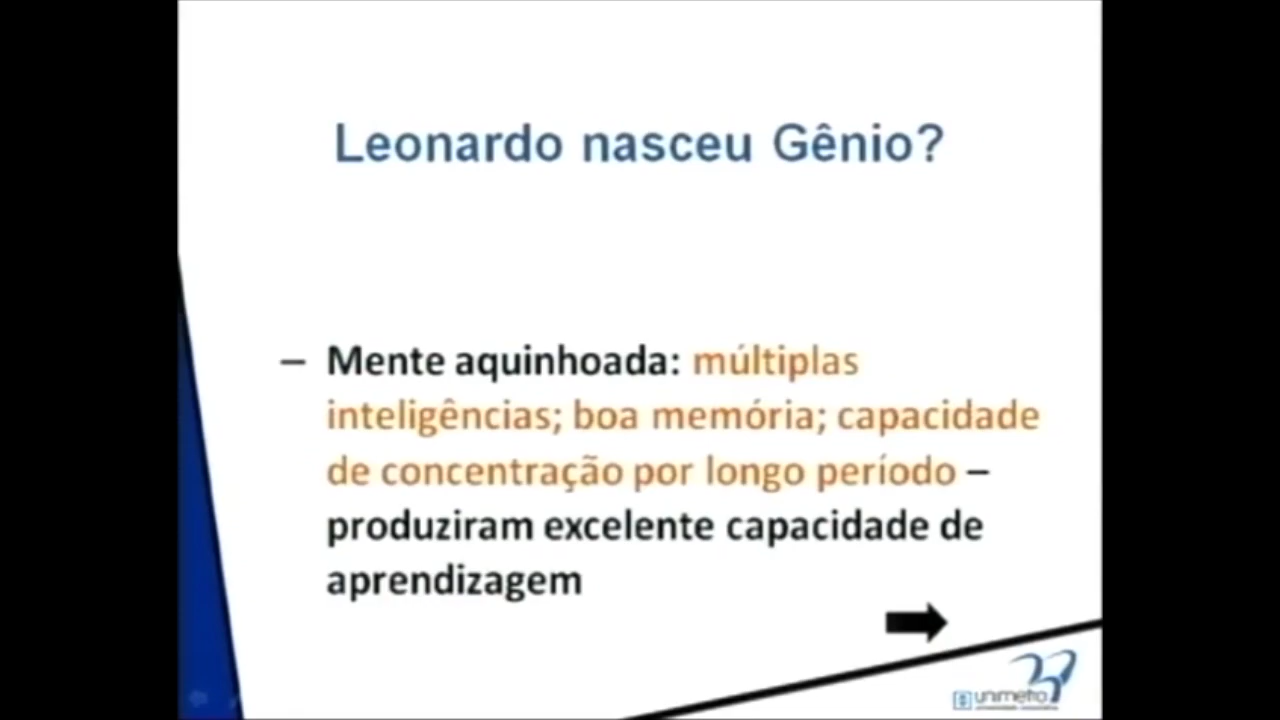 Leonardo nasceu Gênio?
– Mente aquinhoada: múltiplas
inteligências; boa memória; capacidade
de concentração por longo período –
produziram excelente capacidade de
aprendizagem
unimetro